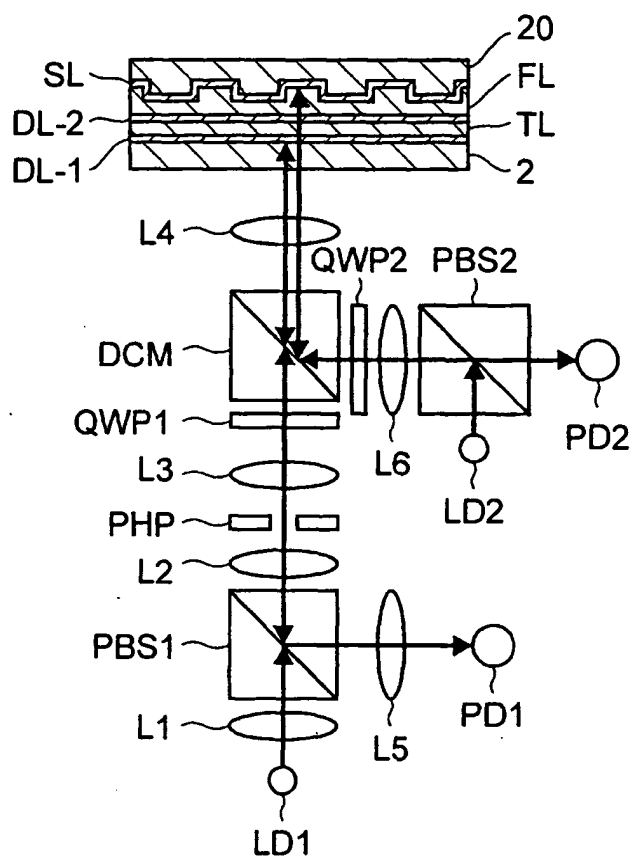 20
SL
FL
DL-2
TL
DL-1
2
L4
QWP2
PBS2
DCM
QWP1
L6
PD2
L3
LD2
PHP
L2
PBS1
L1
L5
PD1
LD1